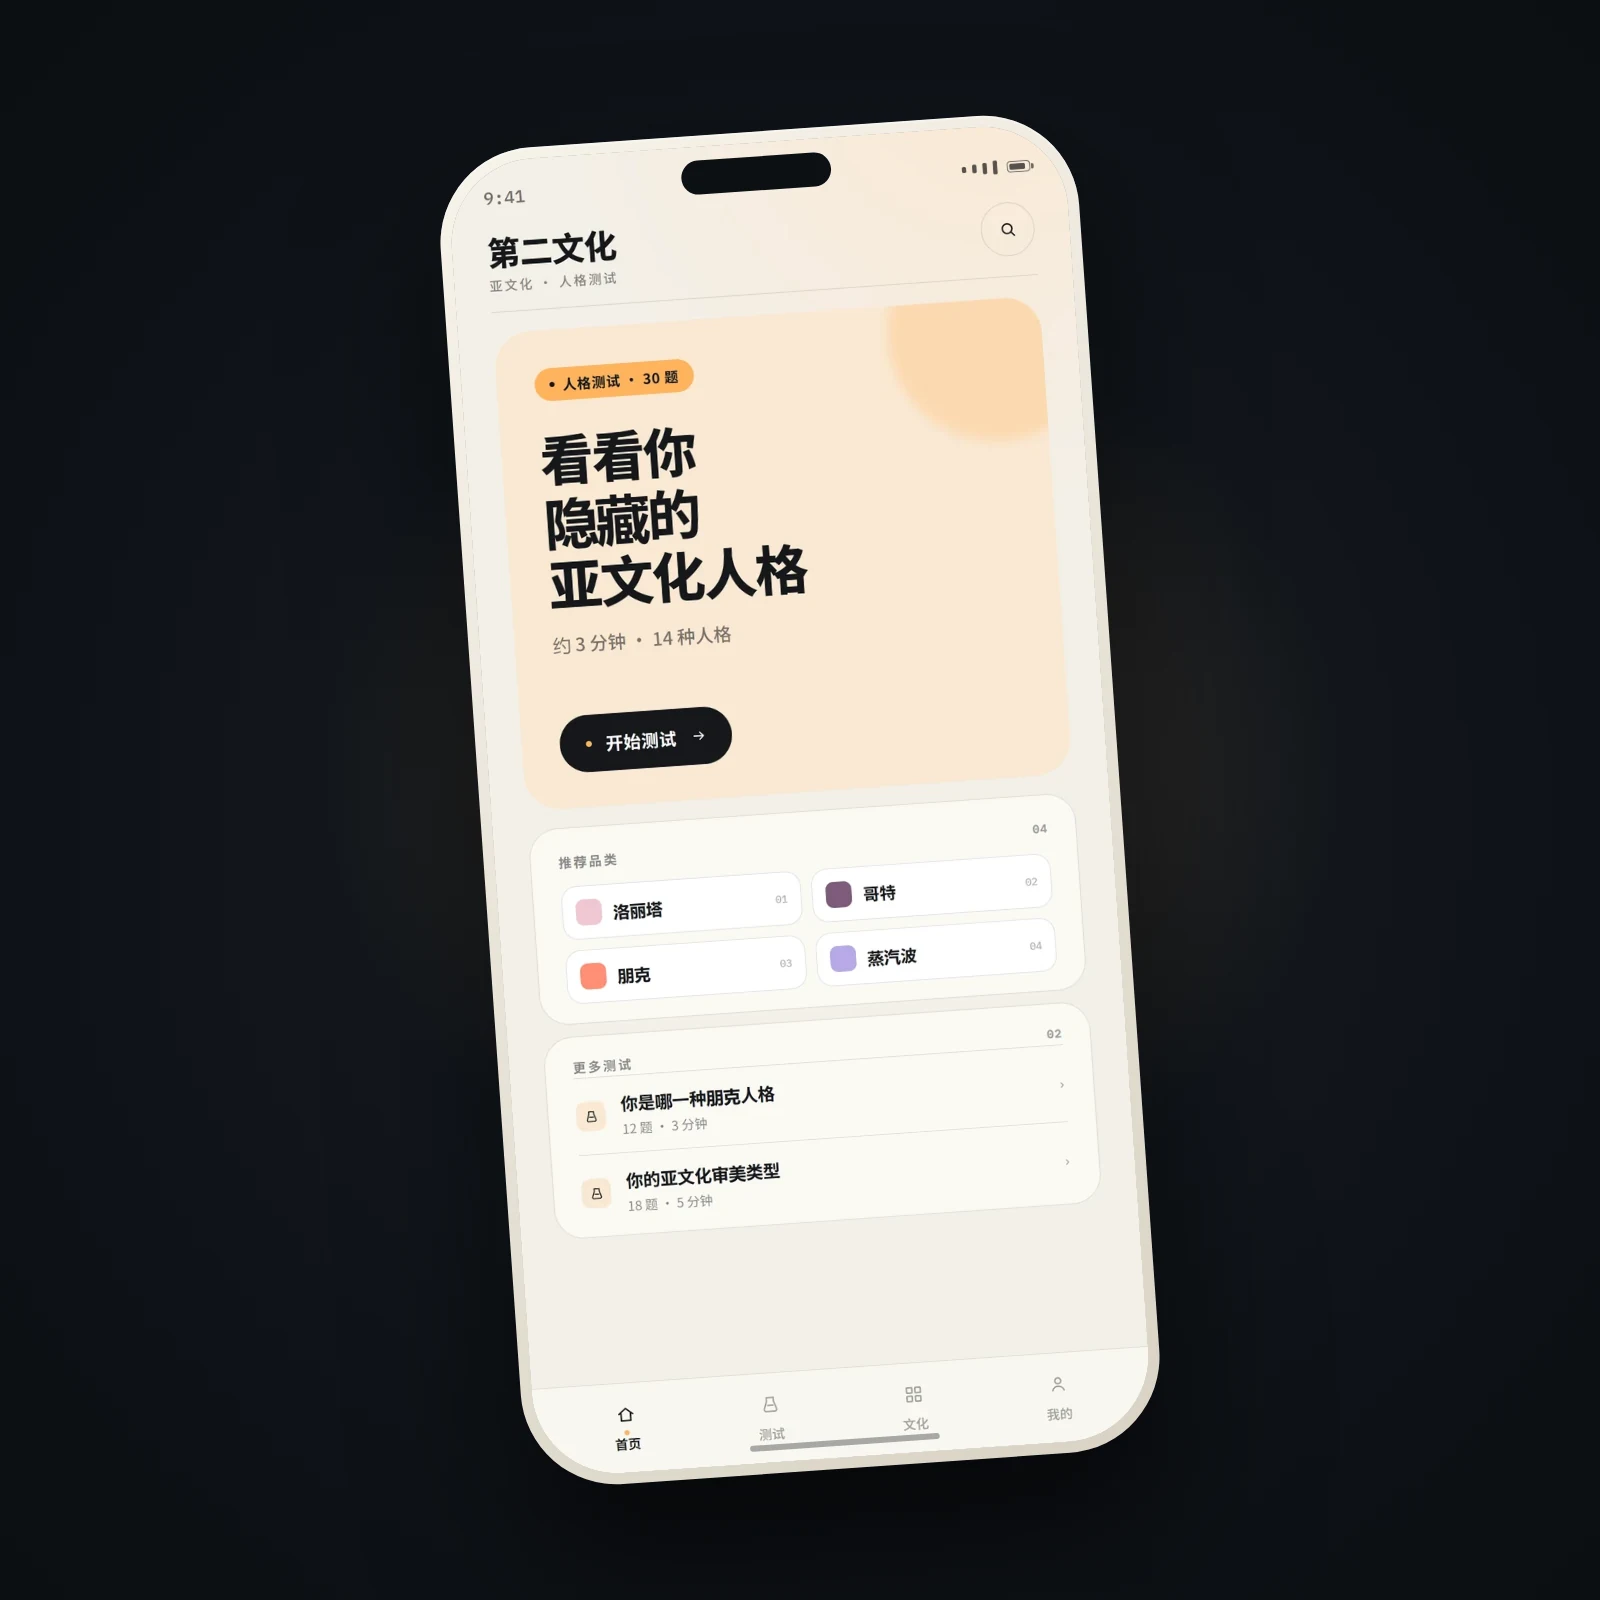 9:41
第二文化
亚文化 · 人格测试
• 人格测试 · 30 题
看看你
隐藏的
亚文化人格
约 3 分钟 · 14 种人格
开始测试 →
推荐品类 04
洛丽塔 01
哥特 02
朋克 03
蒸汽波 04
更多测试 02
你是哪一种朋克人格 ›
12 题 · 3 分钟
你的亚文化审美类型 ›
18 题 · 5 分钟
首页 测试 文化 我的